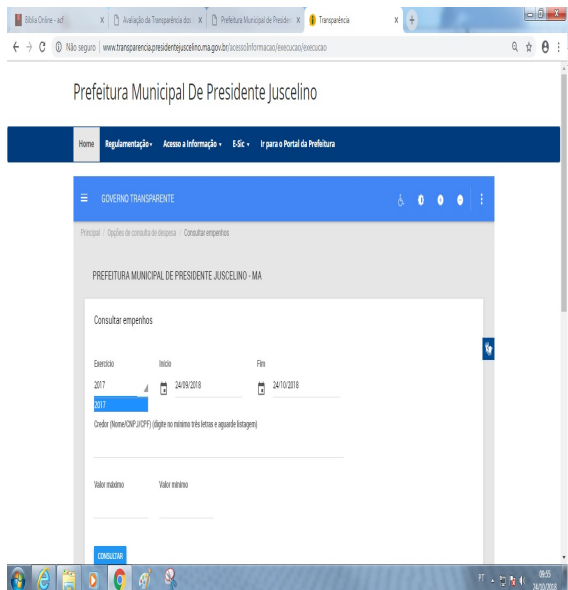 Bíblia Online - acf
Avaliação da Transparência dos
Prefeitura Municipal de Presiden
Transparência
Não seguro | www.transparencia.presidentejuscelino.ma.gov.br/acessoInformacao/execucao/execucao
Prefeitura Municipal De Presidente Juscelino
Home Regulamentação Acesso a Informação E-Sic Ir para o Portal da Prefeitura
GOVERNO TRANSPARENTE
Principal / Opções de consulta de despesa / Consultar empenhos
PREFEITURA MUNICIPAL DE PRESIDENTE JUSCELINO - MA
Consultar empenhos
Exercício Início Fim
2017 24/09/2018 24/10/2018
2017
Credor (Nome/CNPJ/CPF) (digite no mínimo três letras e aguarde listagem)
Valor máximo Valor mínimo
CONSULTAR
PT
09:55
24/10/2018